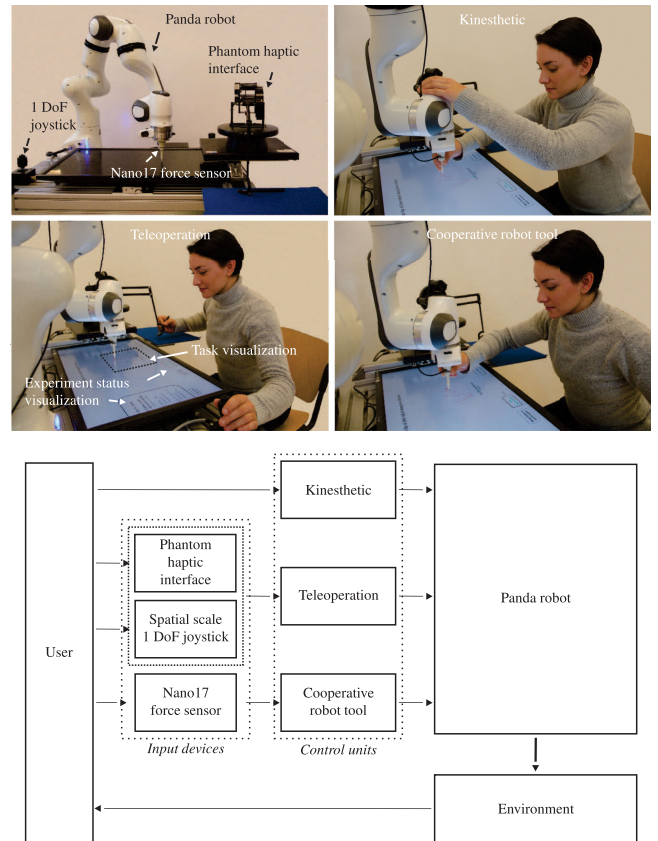 Panda robot
Phantom haptic
interface
1 DoF
joystick
Nano17 force sensor
Kinesthetic
Teleoperation
Task visualization
Experiment status
visualization
Cooperative robot tool
User
Phantom
haptic
interface
Spatial scale
1 DoF joystick
Nano17
force sensor
Input devices
Kinesthetic
Teleoperation
Cooperative
robot tool
Control units
Panda robot
Environment